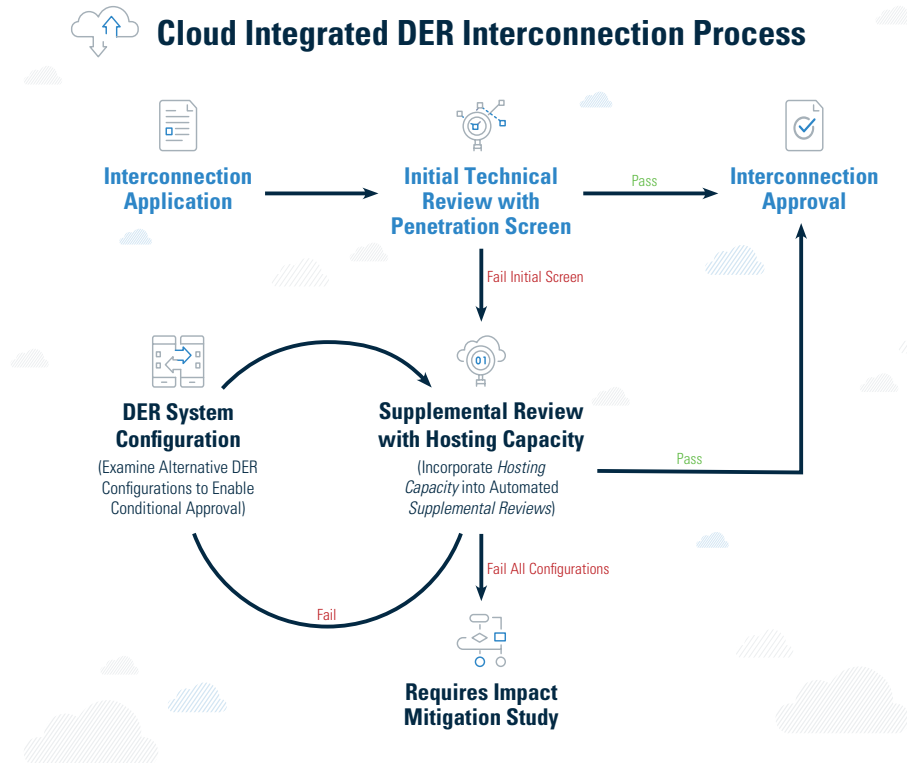 Cloud Integrated DER Interconnection Process
Interconnection
Application
Initial Technical
Review with
Penetration Screen
Pass
Interconnection
Approval
Fail Initial Screen
01
DER System
Configuration
(Examine Alternative DER
Configurations to Enable
Conditional Approval)
Supplemental Review
with Hosting Capacity
(Incorporate Hosting
Capacity into Automated
Supplemental Reviews)
Pass
Fail All Configurations
Fail
Requires Impact
Mitigation Study